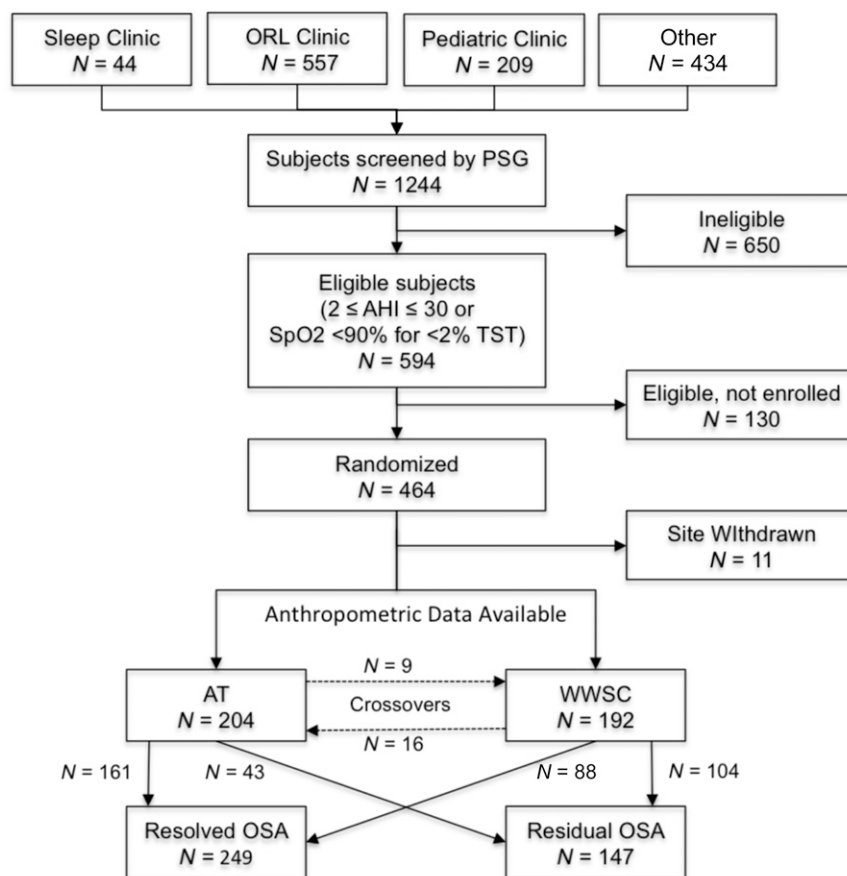 Sleep Clinic
N = 44
ORL Clinic
N = 557
Pediatric Clinic
N = 209
Other
N = 434
Subjects screened by PSG
N = 1244
Ineligible
N = 650
Eligible subjects
(2 ≤ AHI ≤ 30 or
SpO2 <90% for <2% TST)
N = 594
Eligible, not enrolled
N = 130
Randomized
N = 464
Site WIthdrawn
N = 11
Anthropometric Data Available
AT
N = 204
N = 9
Crossovers
N = 16
WWSC
N = 192
N = 161
N = 43
N = 88
N = 104
Resolved OSA
N = 249
Residual OSA
N = 147